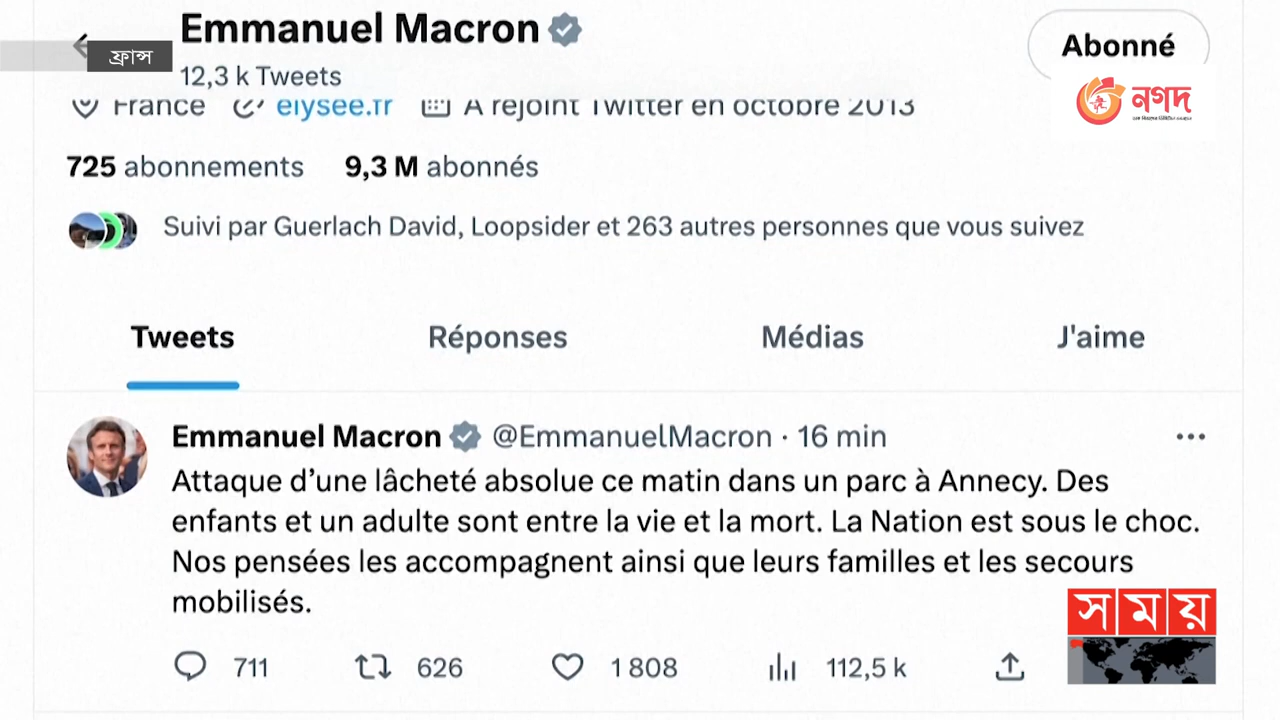 Emmanuel Macron
ফ্রান্স
12,3 k Tweets
Abonné
নগদ
France elysee.fr A rejoint Twitter en octobre 2013
725 abonnements 9,3 M abonnés
Suivi par Guerlach David, Loopsider et 263 autres personnes que vous suivez
Tweets Réponses Médias J'aime
Emmanuel Macron @EmmanuelMacron · 16 min
Attaque d’une lâcheté absolue ce matin dans un parc à Annecy. Des
enfants et un adulte sont entre la vie et la mort. La Nation est sous le choc.
Nos pensées les accompagnent ainsi que leurs familles et les secours
mobilisés.
711 626 1 808 112,5 k
সময়